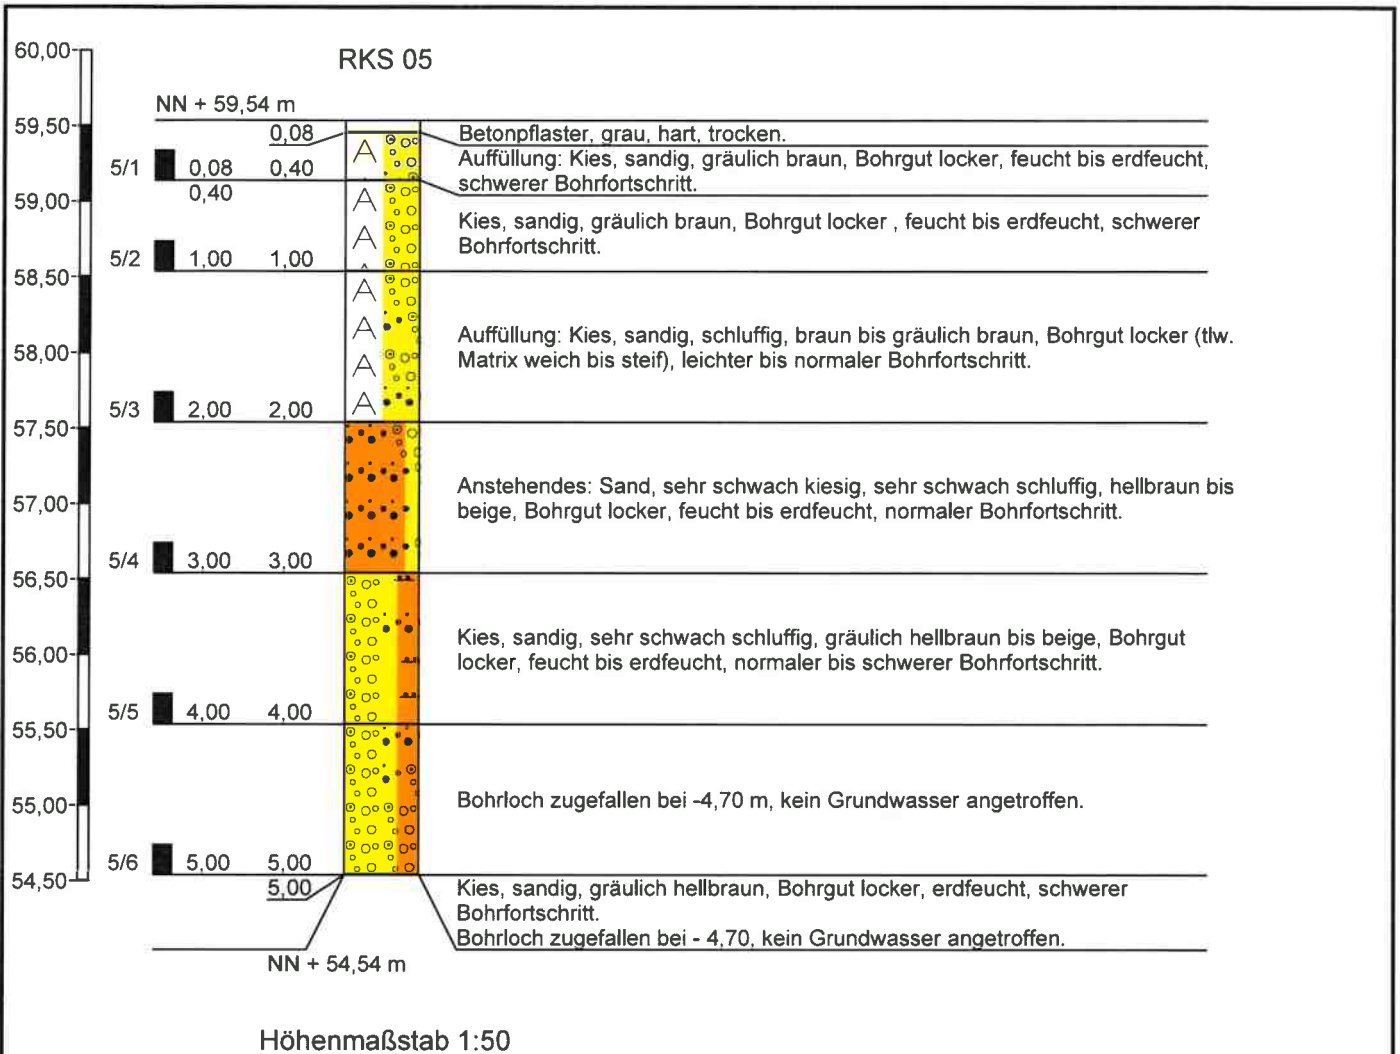 60,00
RKS 05
NN + 59,54 m
59,50
0,08
Betonpflaster, grau, hart, trocken.
5/1 0,08 0,40
Auffüllung: Kies, sandig, gräulich braun, Bohrgut locker, feucht bis erdfeucht,
schwerer Bohrfortschritt.
0,40
59,00
Kies, sandig, gräulich braun, Bohrgut locker , feucht bis erdfeucht, schwerer
Bohrfortschritt.
5/2 1,00 1,00
58,50
A
A
A
A
A
A
A
Auffüllung: Kies, sandig, schluffig, braun bis gräulich braun, Bohrgut locker (tlw.
Matrix weich bis steif), leichter bis normaler Bohrfortschritt.
58,00
5/3 2,00 2,00
57,50
Anstehendes: Sand, sehr schwach kiesig, sehr schwach schluffig, hellbraun bis
beige, Bohrgut locker, feucht bis erdfeucht, normaler Bohrfortschritt.
57,00
5/4 3,00 3,00
56,50
Kies, sandig, sehr schwach schluffig, gräulich hellbraun bis beige, Bohrgut
locker, feucht bis erdfeucht, normaler bis schwerer Bohrfortschritt.
56,00
5/5 4,00 4,00
55,50
Bohrloch zugefallen bei -4,70 m, kein Grundwasser angetroffen.
55,00
5/6 5,00 5,00
54,50
5,00
Kies, sandig, gräulich hellbraun, Bohrgut locker, erdfeucht, schwerer
Bohrfortschritt.
Bohrloch zugefallen bei - 4,70, kein Grundwasser angetroffen.
NN + 54,54 m
Höhenmaßstab 1:50